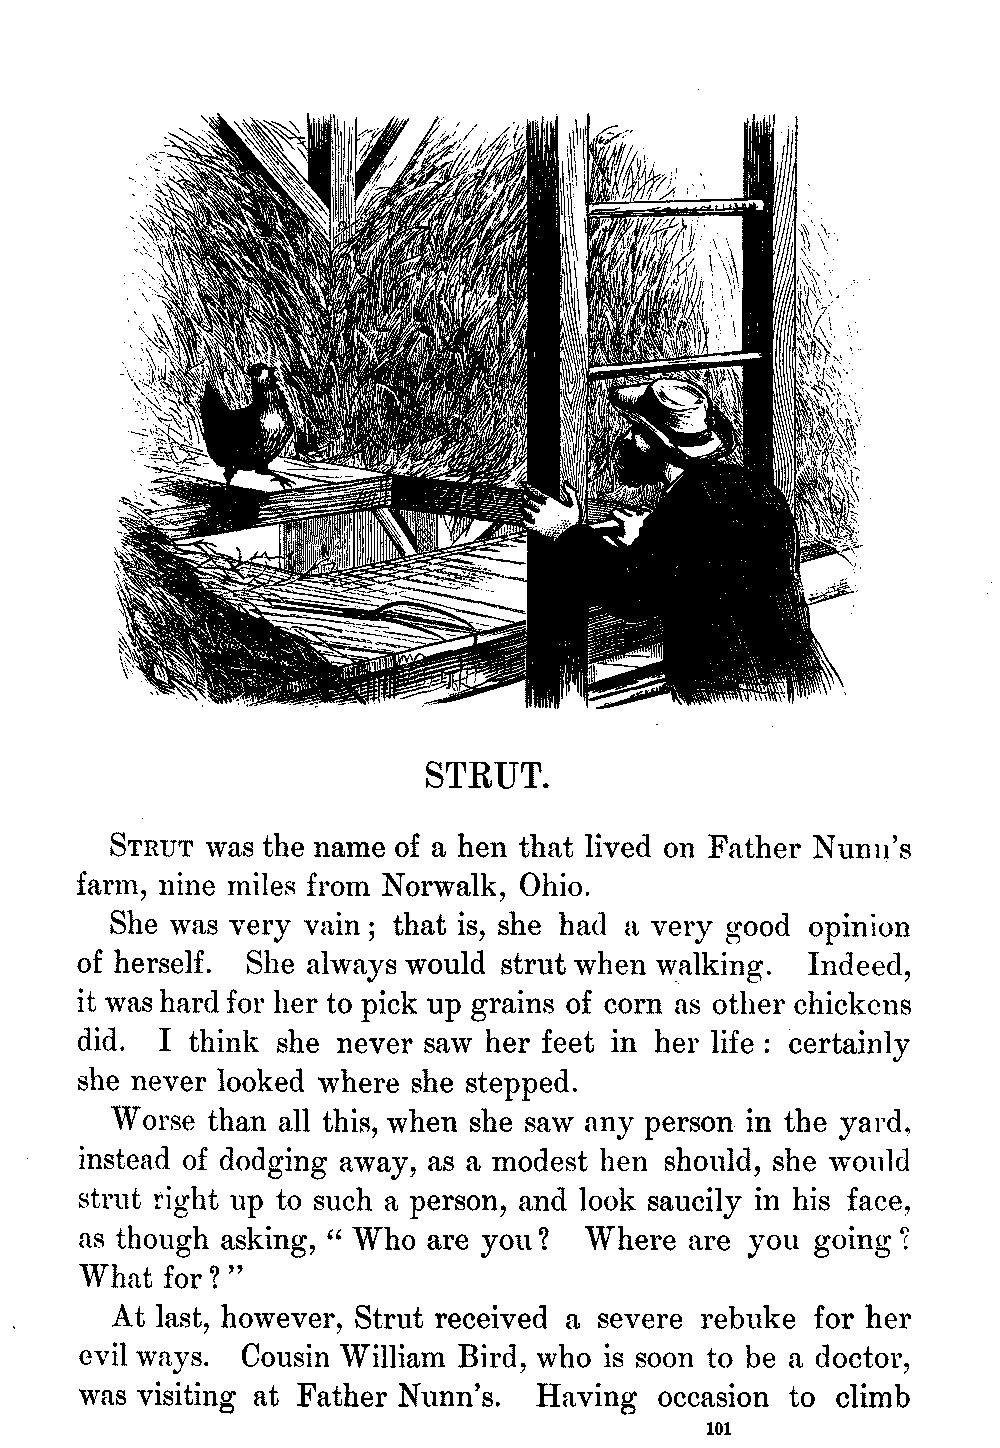 STRUT.
STRUT was the name of a hen that lived on Father Nunn's
farm, nine miles from Norwalk, Ohio.
She was very vain; that is, she had a very good opinion
of herself. She always would strut when walking. Indeed,
it was hard for her to pick up grains of corn as other chickens
did. I think she never saw her feet in her life: certainly
she never looked where she stepped.
Worse than all this, when she saw any person in the yard,
instead of dodging away, as a modest hen should, she would
strut right up to such a person, and look saucily in his face,
as though asking, "Who are you? Where are you going?
What for?"
At last, however, Strut received a severe rebuke for her
evil ways. Cousin William Bird, who is soon to be a doctor,
was visiting at Father Nunn's. Having occasion to climb
101